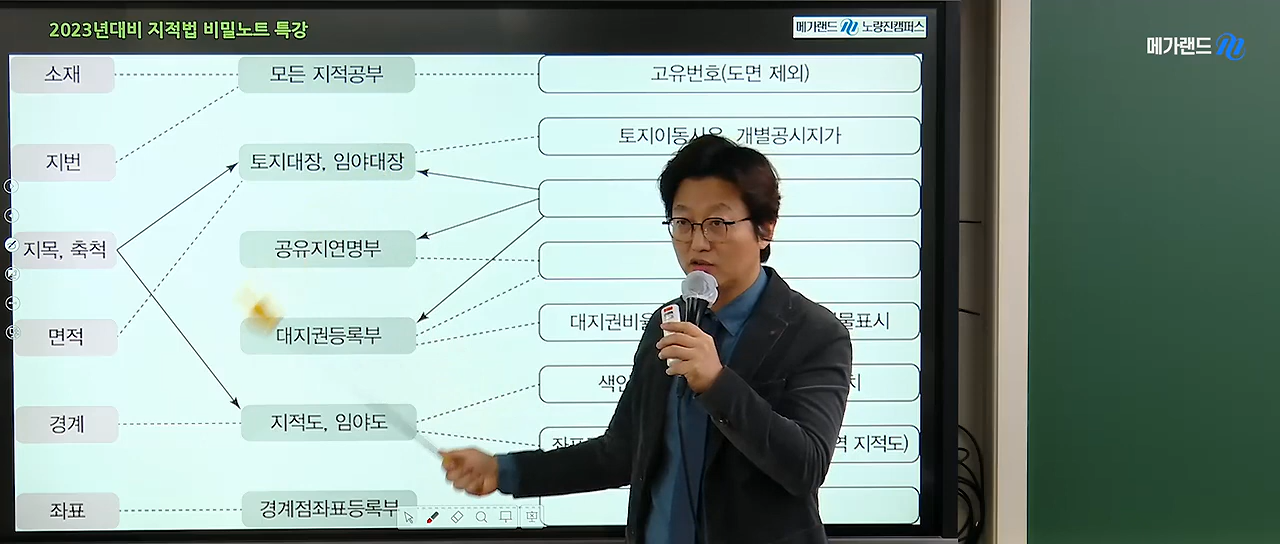 2023년대비 지적법 비밀노트 특강
메가랜드 노량진캠퍼스
메가랜드
소재
모든 지적공부
고유번호(도면 제외)
지번
토지대장, 임야대장
토지이동사유, 개별공시지가
지목, 축척
공유지연명부
면적
대지권등록부
대지권비율
물표시
경계
지적도, 임야도
색인
좌표
지적도)
좌표
경계점좌표등록부